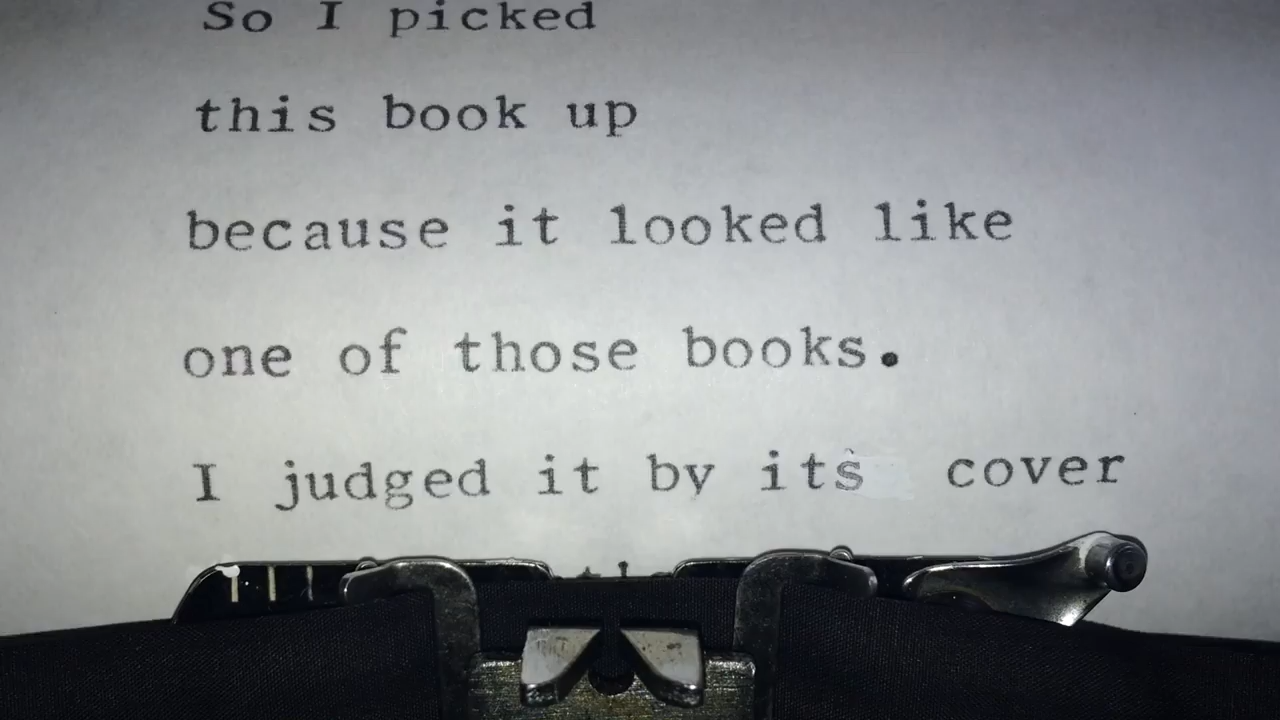 So I picked
this book up
because it looked like
one of those books.
I judged it by its cover